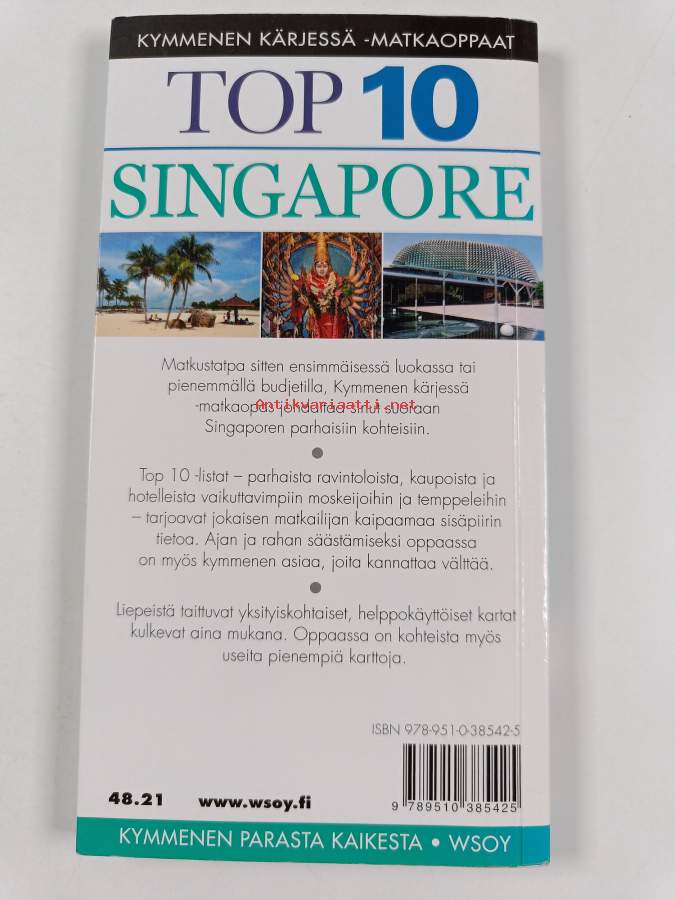 KYMMENEN KÄRJESSÄ -MATKAOPPAAT
TOP 10
SINGAPORE
Matkustatpa sitten ensimmäisessä luokassa tai
pienemmällä budjetilla, Kymmenen kärjessä
-matkaopas johdattaa sinut suoraan
Antikvariaatti.net
Singaporen parhaisiin kohteisiin.
Top 10 -listat – parhaista ravintoloista, kaupoista ja
hotelleista vaikuttavimpiin moskeijoihin ja temppeleihin
– tarjoavat jokaisen matkailijan kaipaamaa sisäpiirin
tietoa. Ajan ja rahan säästämiseksi oppaassa
on myös kymmenen asiaa, joita kannattaa välttää.
Liepeistä taittuvat yksityiskohtaiset, helppokäyttöiset kartat
kulkevat aina mukana. Oppaassa on kohteista myös
useita pienempiä karttoja.
ISBN 978-951-0-38542-5
48.21 www.wsoy.fi
9 789510 385425
KYMMENEN PARASTA KAIKESTA • WSOY